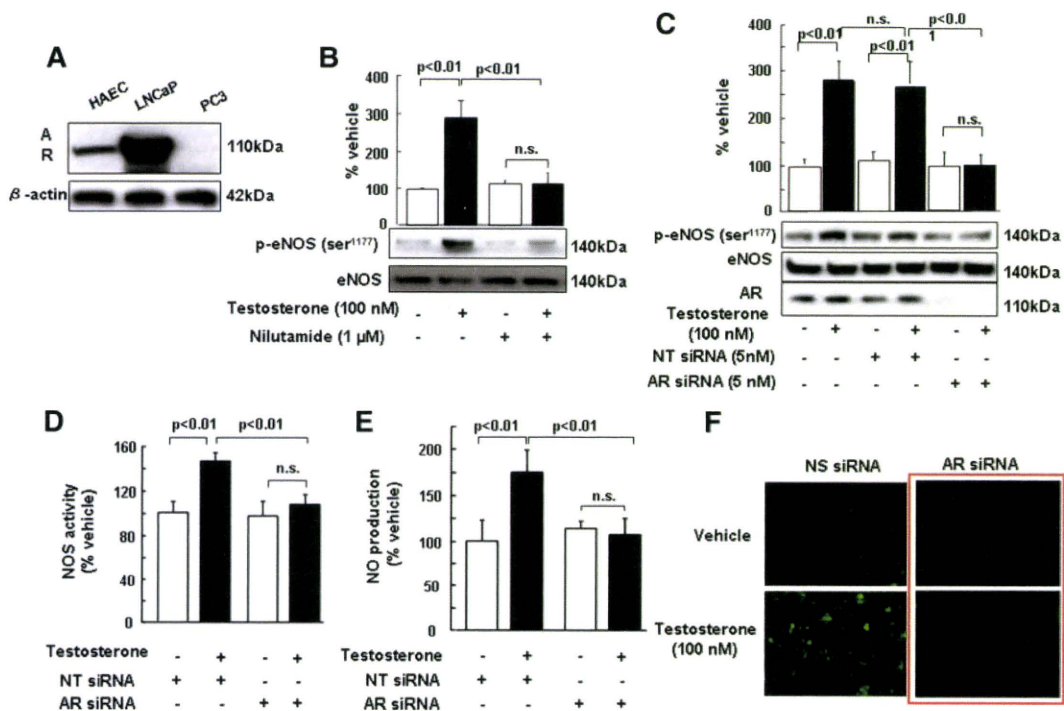 A
HAEC LNCaP PC3
A
R
110kDa
β-actin
42kDa
B
p<0.01 p<0.01
n.s.
% vehicle
400
300
200
100
0
p-eNOS (ser1177)
140kDa
eNOS
140kDa
Testosterone (100 nM)
- + - +
Nilutamide (1 µM)
- - + +
C
n.s.
p<0.01
p<0.01
p<0.0
1
n.s.
% vehicle
400
300
200
100
0
p-eNOS (ser1177)
140kDa
eNOS
140kDa
AR
110kDa
Testosterone
(100 nM)
- + - + - +
NT siRNA (5nM)
- - + + - -
AR siRNA (5 nM)
- - - - + +
D
p<0.01 p<0.01
n.s.
NOS activity
(% vehicle)
160
120
80
40
0
Testosterone
- + - +
NT siRNA
+ + - -
AR siRNA
- - + +
E
p<0.01 p<0.01
n.s.
NO production
(% vehicle)
200
150
100
50
0
Testosterone
- + - +
NT siRNA
+ + - -
AR siRNA
- - + +
F
NS siRNA AR siRNA
Vehicle
Testosterone
(100 nM)